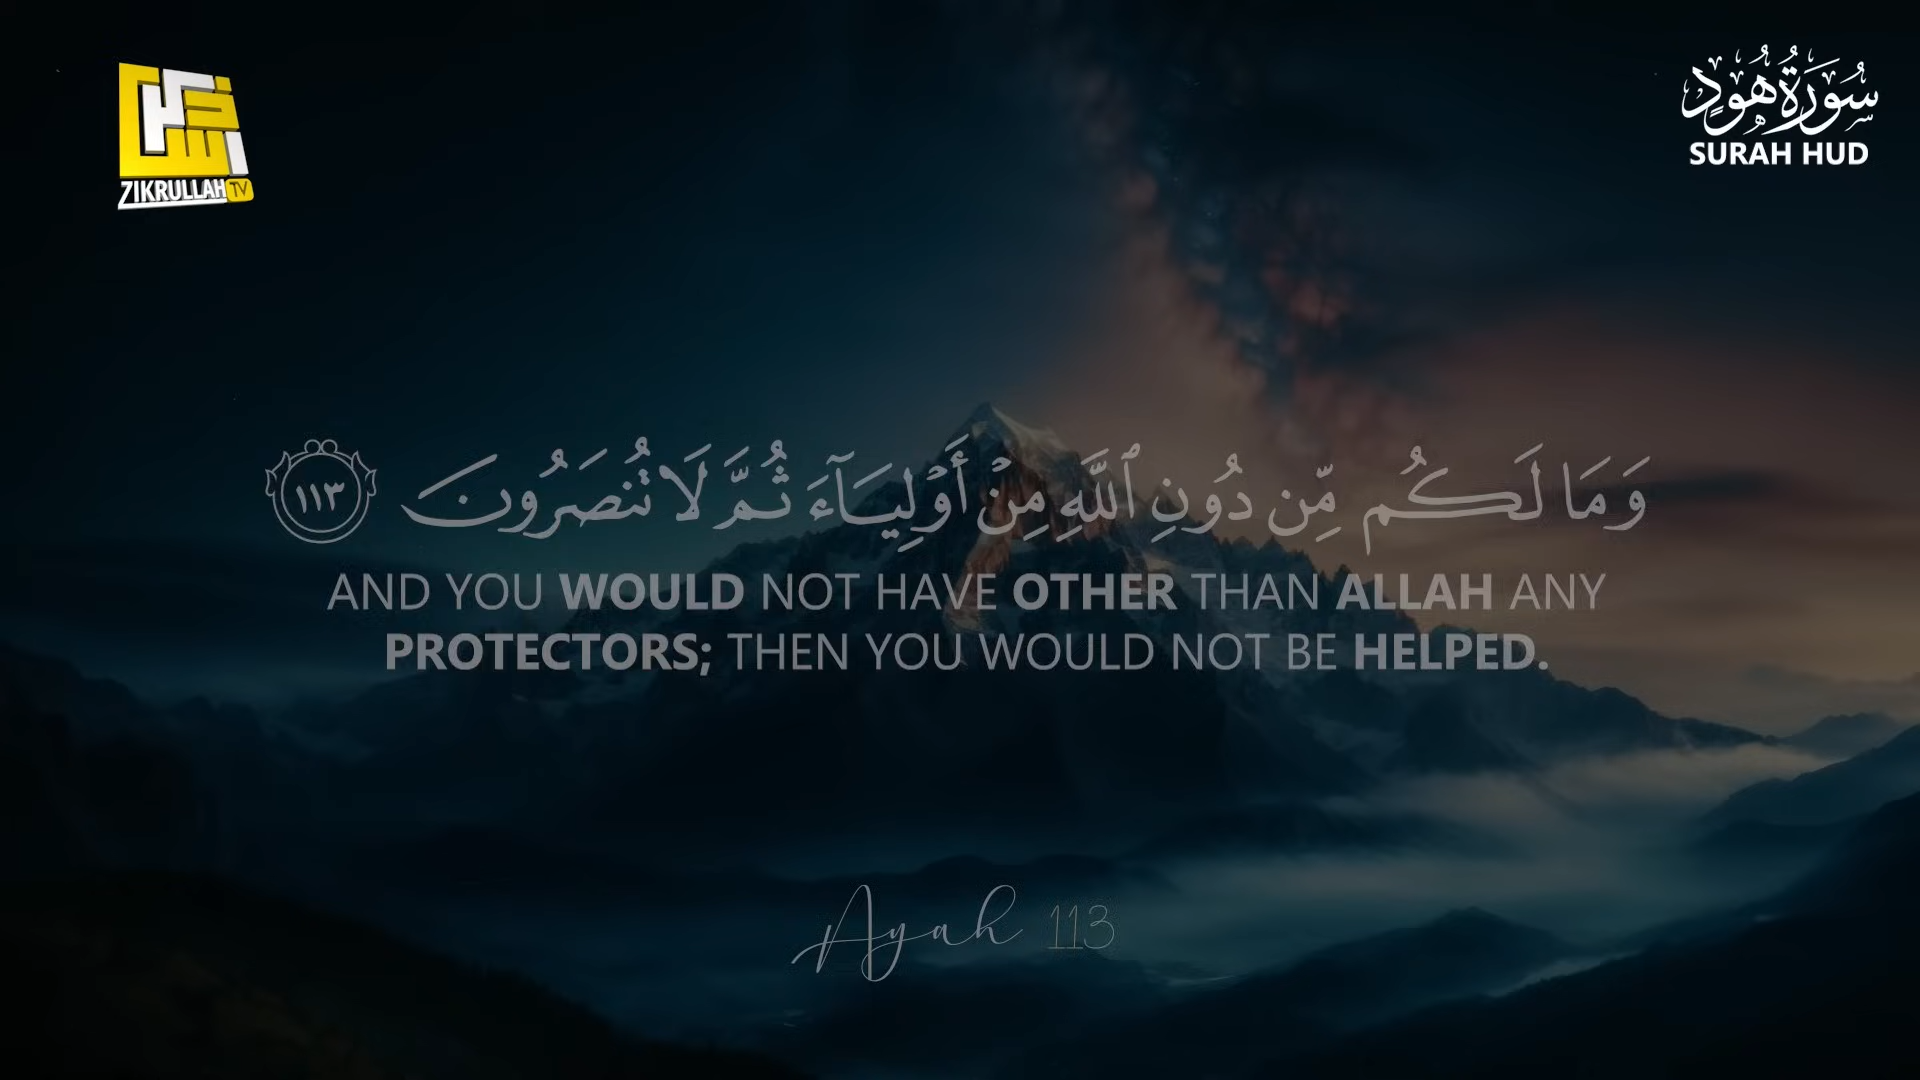 ZIKRULLAH TV
سُورَةُ هُودٍ
SURAH HUD
وَمَا لَكُم مِّن دُونِ ٱللَّهِ مِنْ أَوْلِيَآءَ ثُمَّ لَا تُنصَرُونَ ١١٣
AND YOU WOULD NOT HAVE OTHER THAN ALLAH ANY
PROTECTORS; THEN YOU WOULD NOT BE HELPED.
Ayah 113